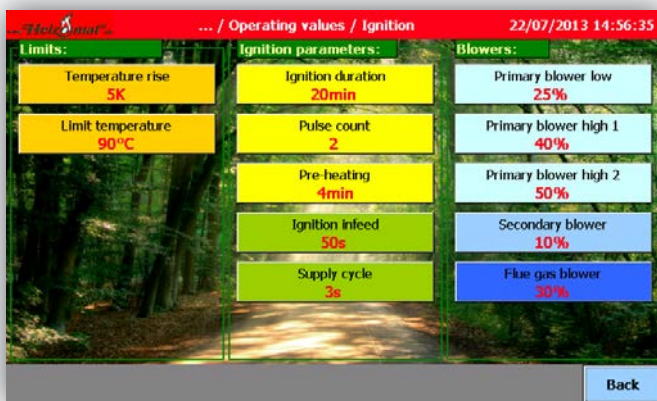 Heizomat
... / Operating values / Ignition
22/07/2013 14:56:35
Limits:
Temperature rise
5K
Limit temperature
90°C
Ignition parameters:
Ignition duration
20min
Pulse count
2
Pre-heating
4min
Ignition infeed
50s
Supply cycle
3s
Blowers:
Primary blower low
25%
Primary blower high 1
40%
Primary blower high 2
50%
Secondary blower
10%
Flue gas blower
30%
Back